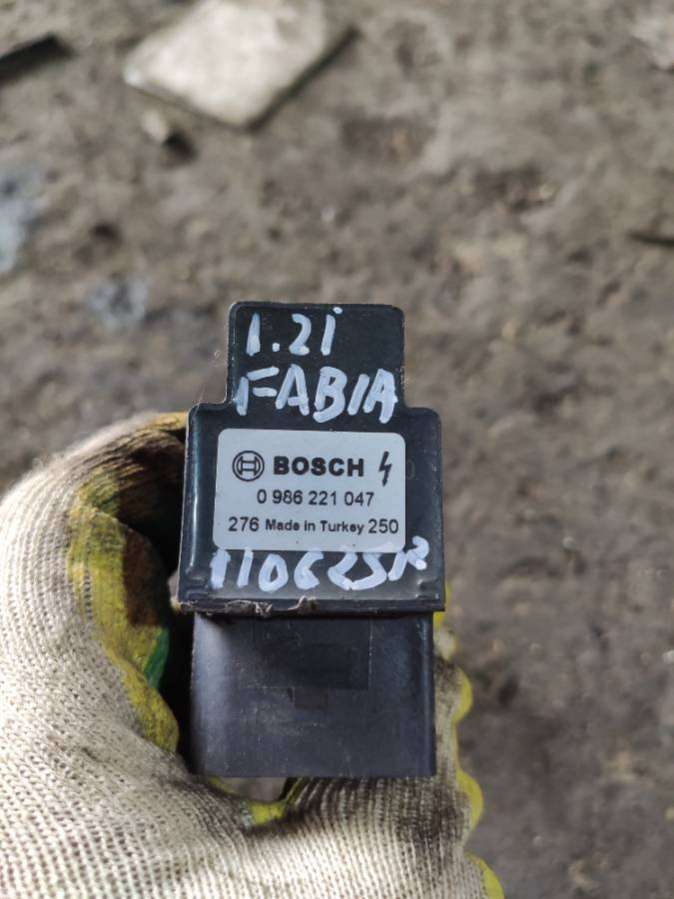 1.2i
FABIA
BOSCH
0 986 221 047
276 Made in Turkey 250